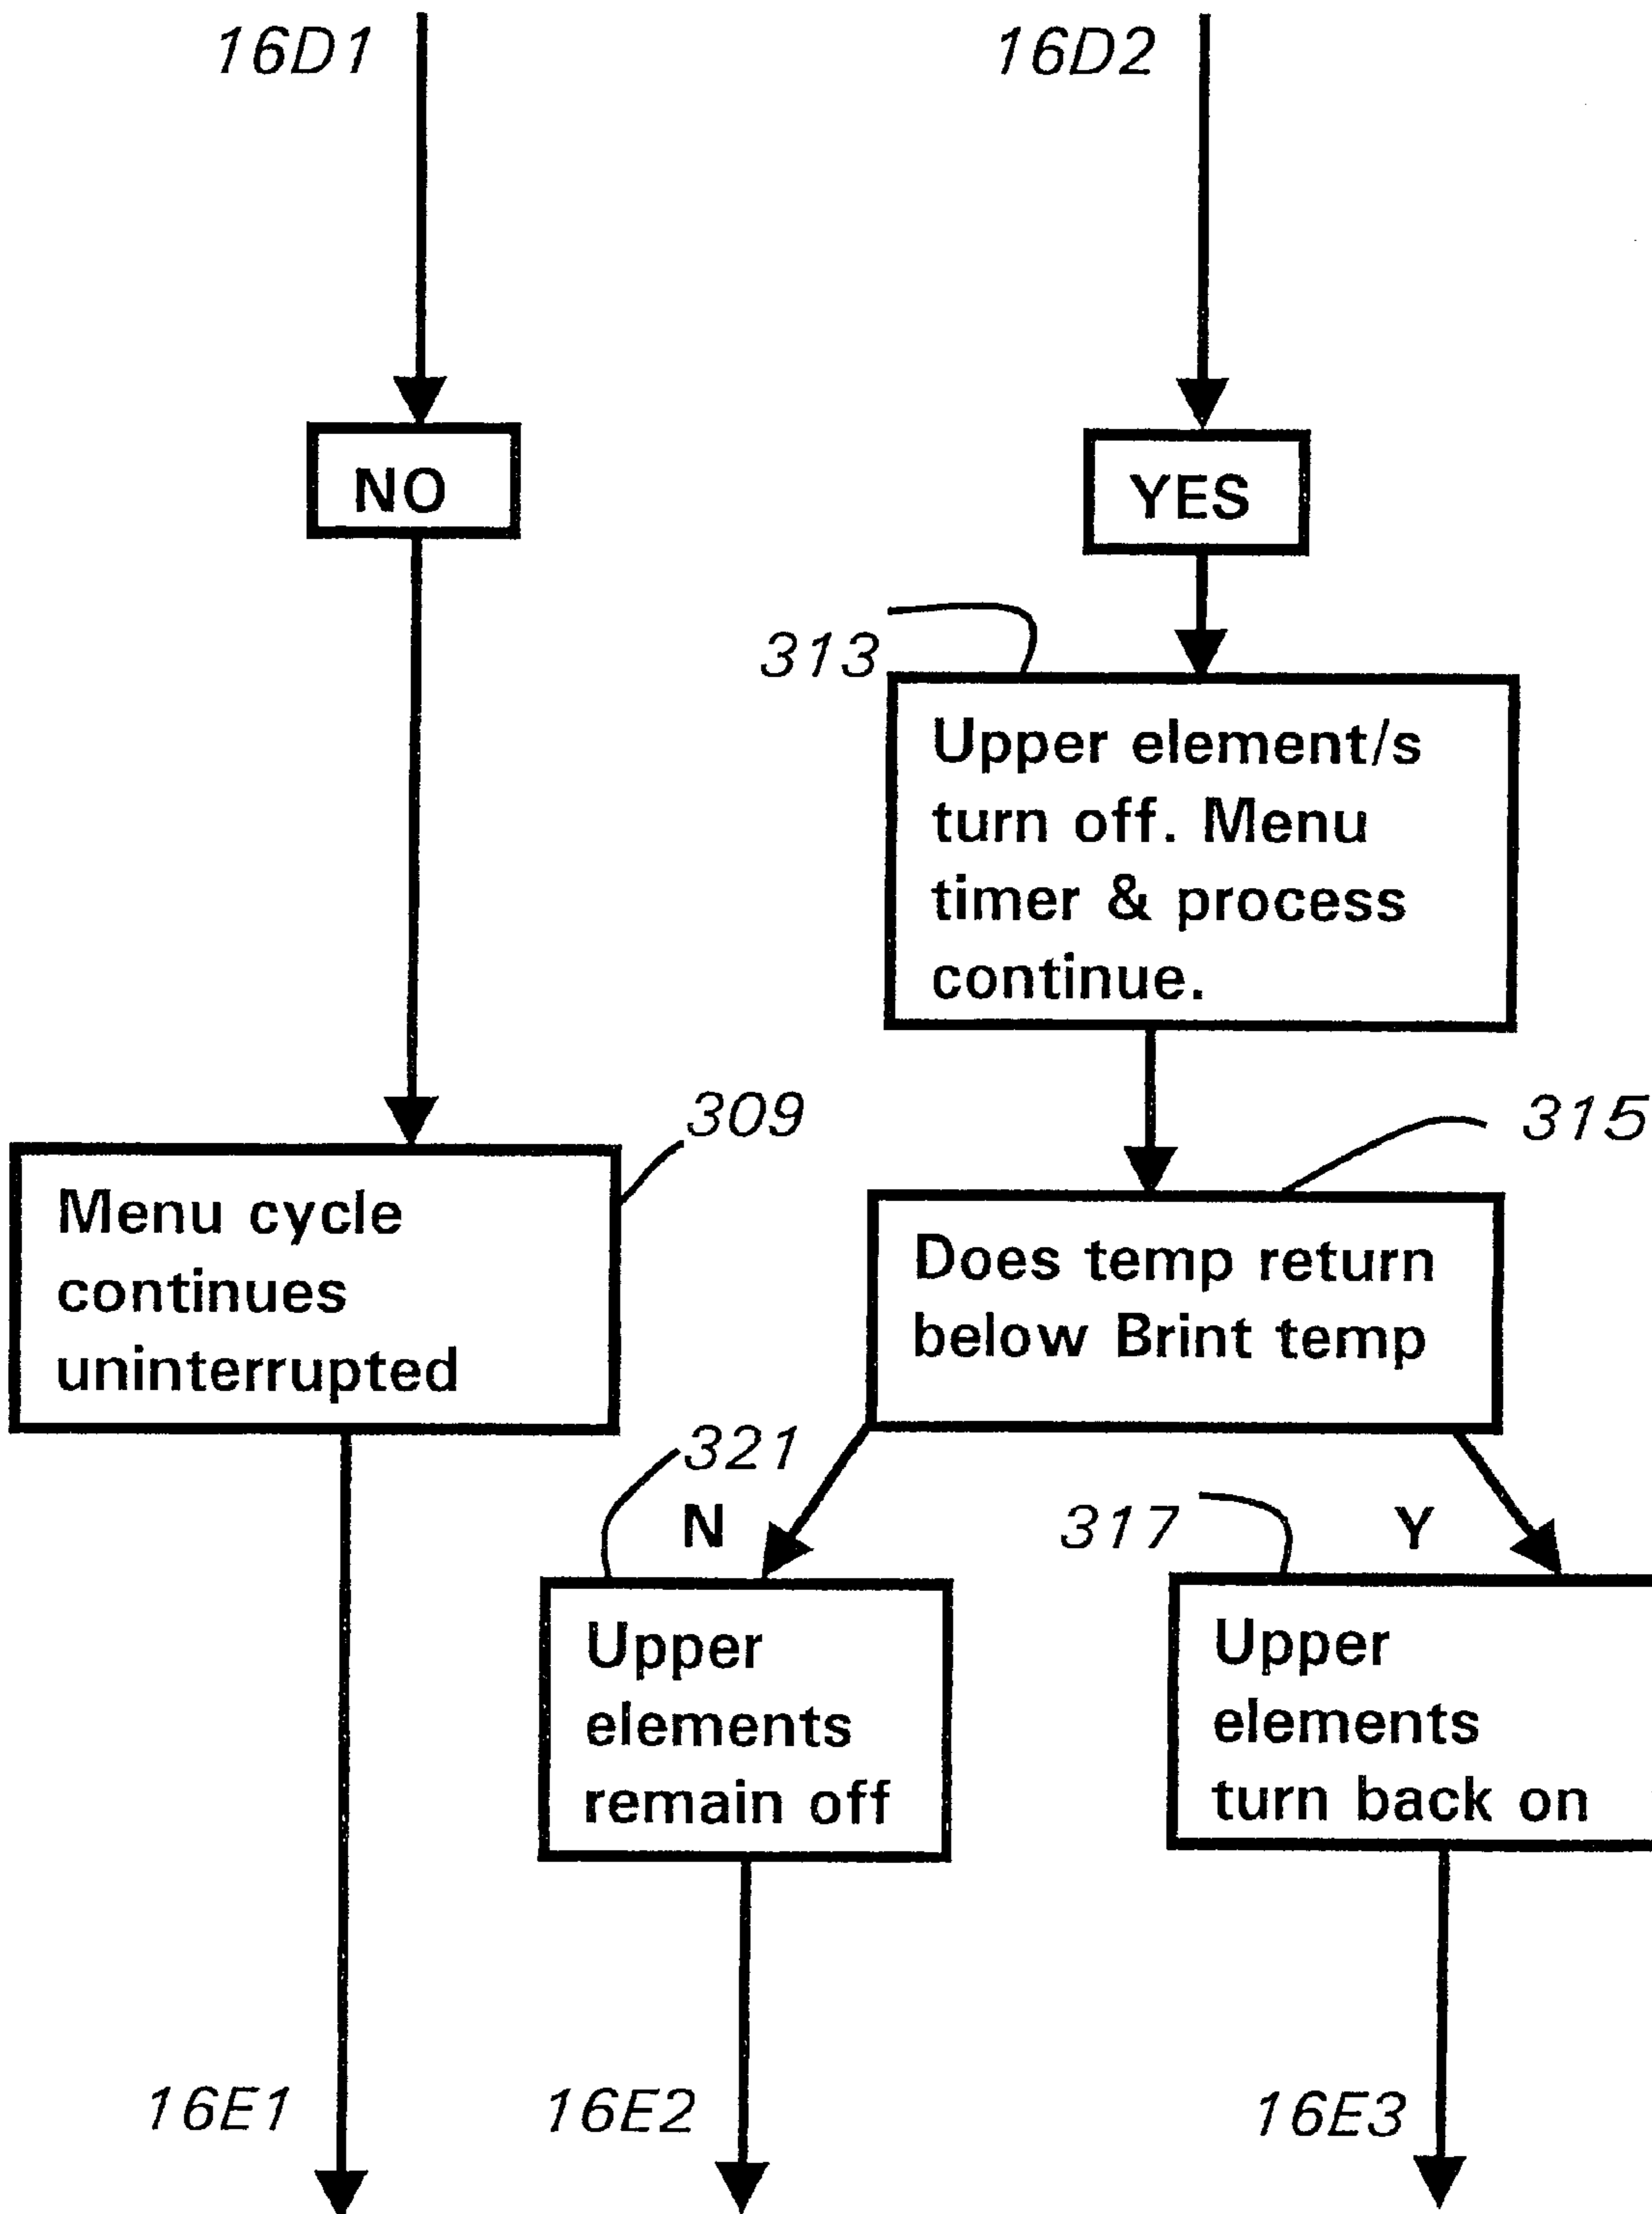 16D1
16D2
NO
YES
313
Upper element/s
turn off. Menu
timer & process
continue.
309
Menu cycle
continues
uninterrupted
315
Does temp return
below Brint temp
321
N
317
Y
Upper
elements
remain off
Upper
elements
turn back on
16E1
16E2
16E3